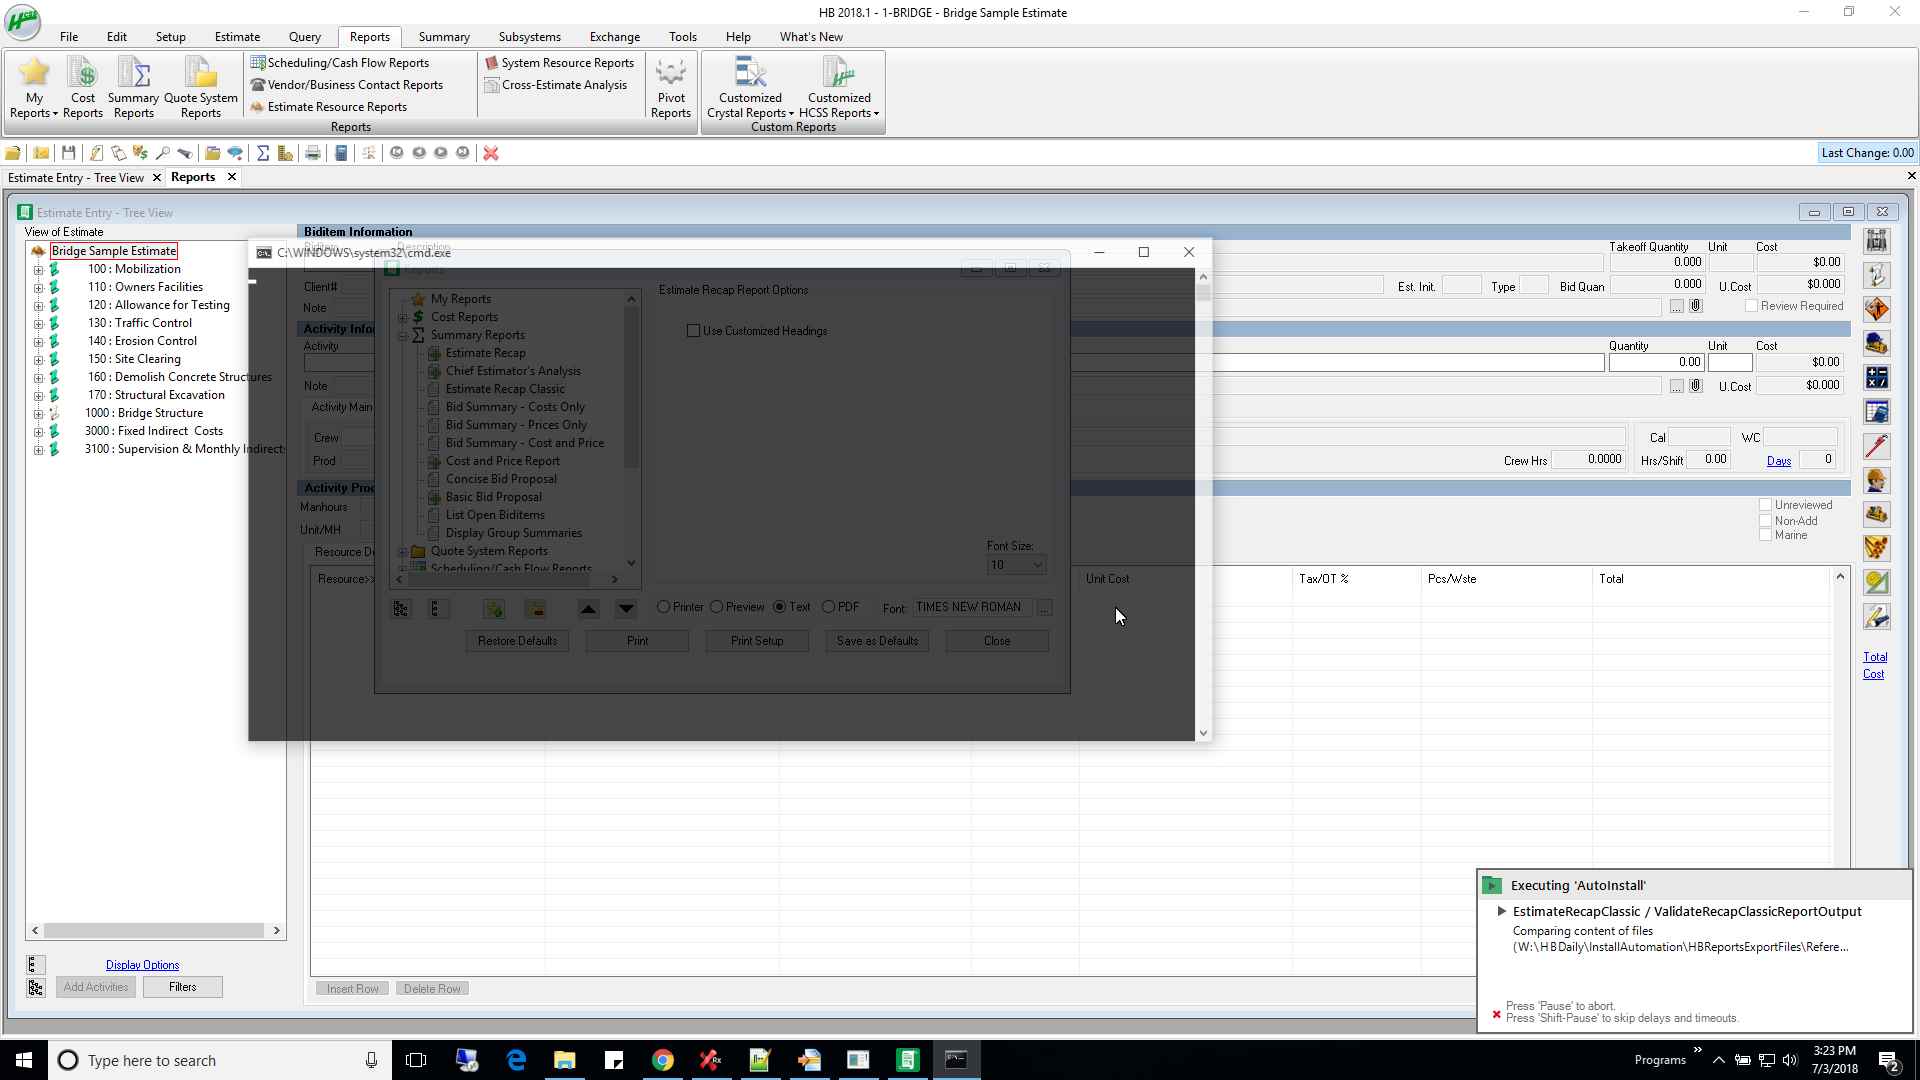 HB 2018.1 - 1-BRIDGE - Bridge Sample Estimate
File Edit Setup Estimate Query Reports Summary Subsystems Exchange Tools Help What's New
My Reports
Cost Reports
Summary Reports
Quote System Reports
Scheduling/Cash Flow Reports
Vendor/Business Contact Reports
Estimate Resource Reports
System Resource Reports
Cross-Estimate Analysis
Pivot Reports
Customized Crystal Reports
Customized HCSS Reports
Reports
Custom Reports
Last Change: 0.00
Estimate Entry - Tree View
Reports
Estimate Entry - Tree View
View of Estimate
Bridge Sample Estimate
100 : Mobilization
110 : Owners Facilities
120 : Allowance for Testing
130 : Traffic Control
140 : Erosion Control
150 : Site Clearing
160 : Demolish Concrete Structures
170 : Structural Excavation
1000 : Bridge Structure
3000 : Fixed Indirect Costs
3100 : Supervision & Monthly Indirect
Display Options
Add Activities
Filters
Biditem Information
Biditem Description
Client#
Note
Activity Infor
Activity
Note
Activity Main
Crew
Prod
Activity Proc
Manhours
Unit/MH
Resource De
Resource>>
C:\WINDOWS\system32\cmd.exe
Reports
My Reports
Cost Reports
Summary Reports
Estimate Recap
Chief Estimator's Analysis
Estimate Recap Classic
Bid Summary - Costs Only
Bid Summary - Prices Only
Bid Summary - Cost and Price
Cost and Price Report
Concise Bid Proposal
Basic Bid Proposal
List Open Biditems
Display Group Summaries
Quote System Reports
Scheduling/Cash Flow Reports
Estimate Recap Report Options
Use Customized Headings
Font Size:
10
Printer Preview Text PDF Font: TIMES NEW ROMAN ...
Restore Defaults Print Print Setup Save as Defaults Close
Takeoff Quantity Unit Cost
0.000 $0.00
Est. Init. Type Bid Quan 0.000 U.Cost $0.000
... Review Required
Quantity Unit Cost
0.00 $0.00
... U.Cost $0.000
Cal WC
Crew Hrs 0.0000 Hrs/Shift 0.00 Days 0
Unreviewed
Non-Add
Marine
Unit Cost Tax/OT % Pcs/Wste Total
Total
Cost
Insert Row Delete Row
Executing 'AutoInstall'
EstimateRecapClassic / ValidateRecapClassicReportOutput
Comparing content of files
(W:\HBDaily\InstallAutomation\HBReportsExportFiles\Refere...
Press 'Pause' to abort.
Press 'Shift-Pause' to skip delays and timeouts.
Type here to search
Programs
3:23 PM
7/3/2018
2